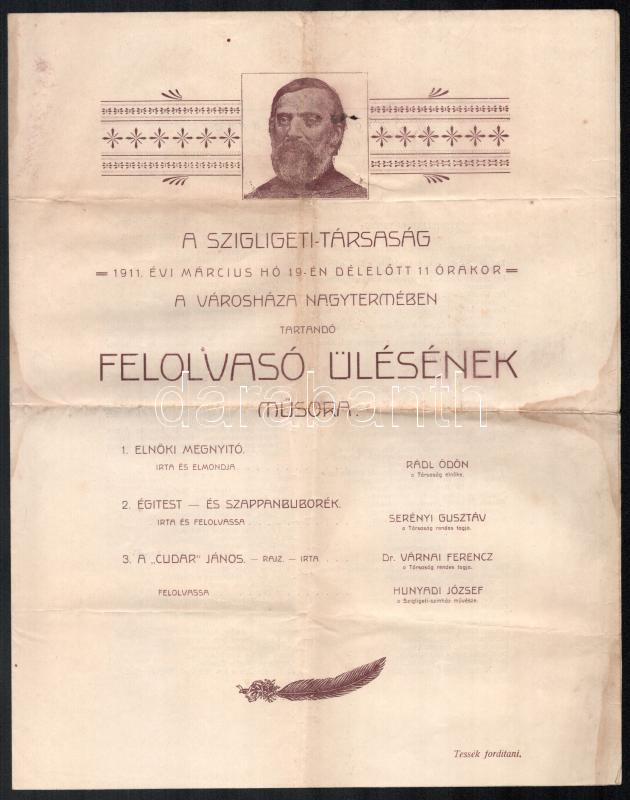 A SZIGLIGETI-TÁRSASÁG
1911. ÉVI MÁRCIUS HÓ 19-ÉN DÉLELŐTT 11 ÓRAKOR
A VÁROSHÁZA NAGYTERMÉBEN
TARTANDÓ
FELOLVASÓ ÜLÉSÉNEK
MŰSORA.
darabanth
1. ELNÖKI MEGNYITÓ.
IRTA ÉS ELMONDJA RÁDL ÖDÖN
a Társaság elnöke.
2. ÉGITEST — ÉS SZAPPANBUBORÉK.
IRTA ÉS FELOLVASSA SERÉNYI GUSZTÁV
a Társaság rendes tagja.
3. A „CUDAR" JÁNOS. — RAJZ. — IRTA . . . . Dr. VÁRNAI FERENCZ
a Társaság rendes tagja.
FELOLVASSA HUNYADI JÓZSEF
a Szigligeti-szinház művésze.
Tessék fordítani.